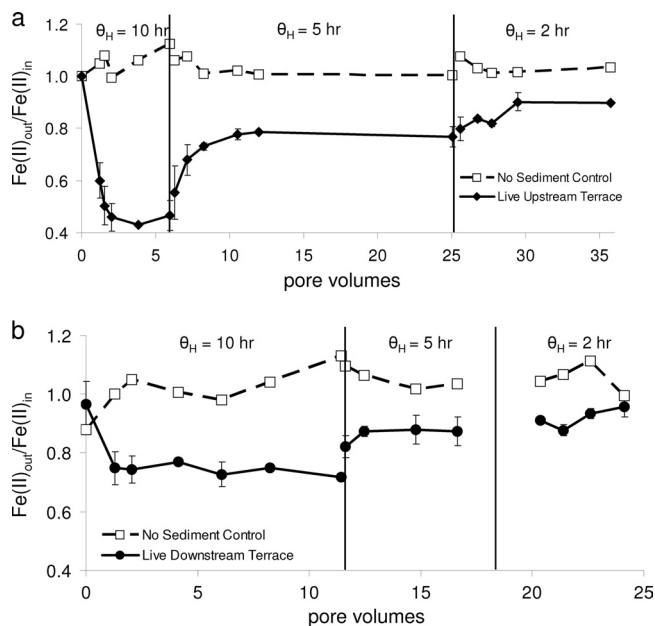 a
θH = 10 hr
θH = 5 hr
θH = 2 hr
Fe(II)out/Fe(II)in
1.2
1.0
0.8
0.6
0.4
No Sediment Control
Live Upstream Terrace
0 5 10 15 20 25 30 35
pore volumes
b
θH = 10 hr
θH = 5 hr
θH = 2 hr
Fe(II)out/Fe(II)in
1.2
1.0
0.8
0.6
0.4
No Sediment Control
Live Downstream Terrace
0 5 10 15 20 25
pore volumes